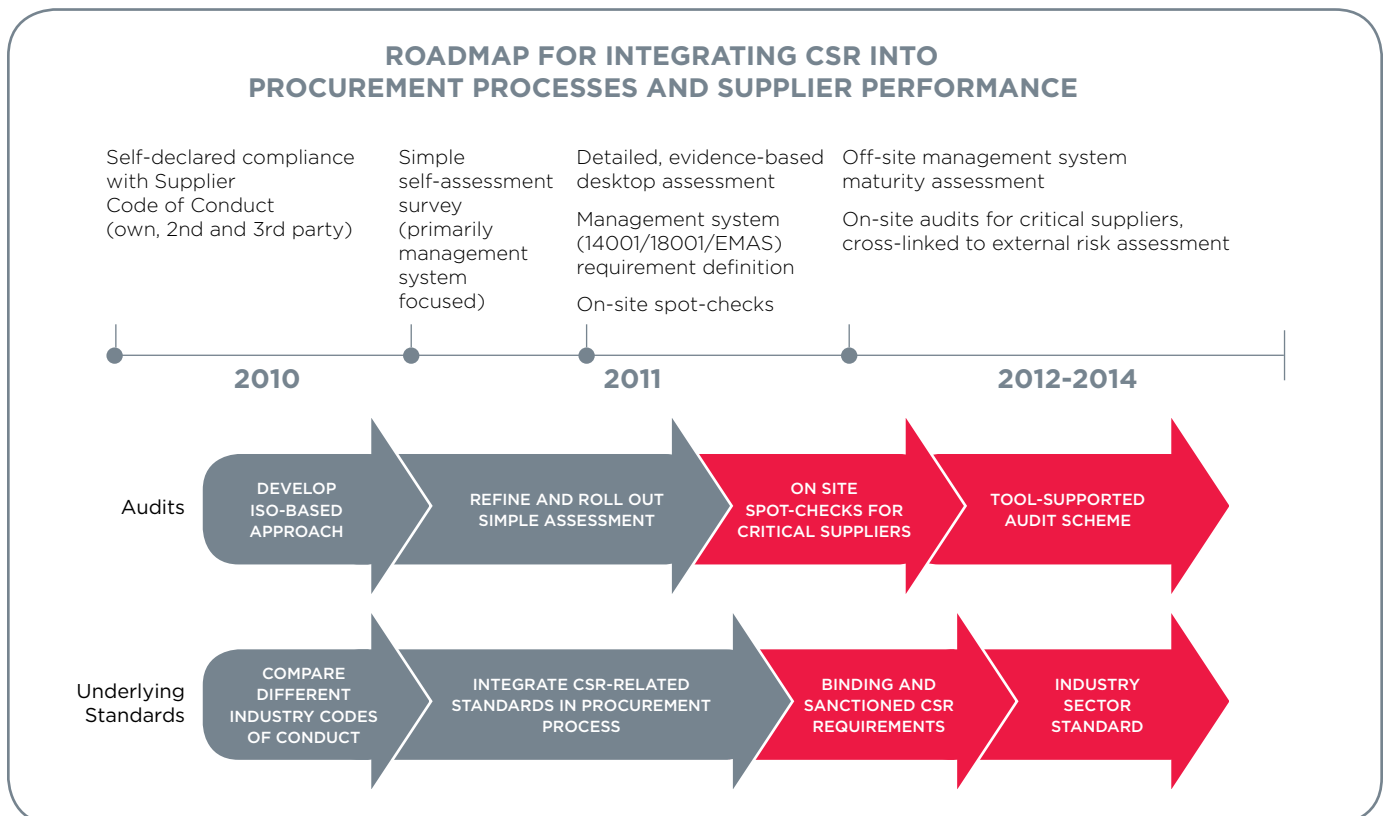 ROADMAP FOR INTEGRATING CSR INTO
PROCUREMENT PROCESSES AND SUPPLIER PERFORMANCE
Self-declared compliance
with Supplier
Code of Conduct
(own, 2nd and 3rd party)
Simple
self-assessment
survey
(primarily
management
system
focused)
Detailed, evidence-based
desktop assessment
Management system
(14001/18001/EMAS)
requirement definition
On-site spot-checks
Off-site management system
maturity assessment
On-site audits for critical suppliers,
cross-linked to external risk assessment
2010
2011
2012-2014
Audits
DEVELOP
ISO-BASED
APPROACH
REFINE AND ROLL OUT
SIMPLE ASSESSMENT
ON SITE
SPOT-CHECKS FOR
CRITICAL SUPPLIERS
TOOL-SUPPORTED
AUDIT SCHEME
Underlying
Standards
COMPARE
DIFFERENT
INDUSTRY CODES
OF CONDUCT
INTEGRATE CSR-RELATED
STANDARDS IN PROCUREMENT
PROCESS
BINDING AND
SANCTIONED CSR
REQUIREMENTS
INDUSTRY
SECTOR
STANDARD